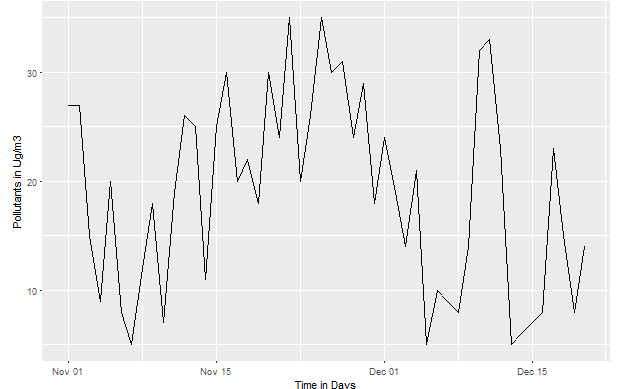 30
20
10
Pollutants in Ug/m3
Nov 01
Nov 15
Dec 01
Dec 15
Time in Days